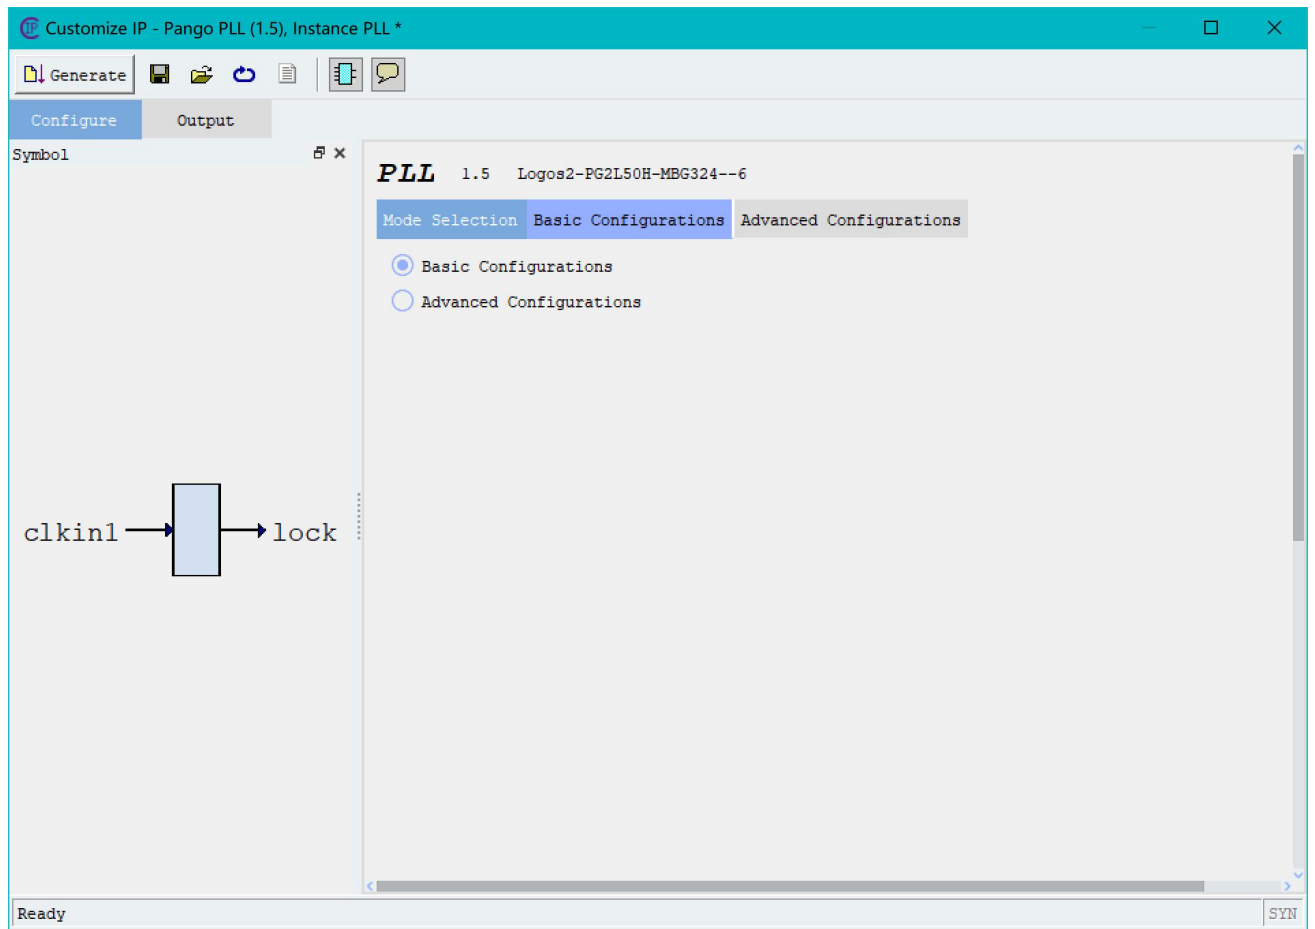 Customize IP - Pango PLL (1.5), Instance PLL *
Generate
Configure Output
Symbol
PLL 1.5 Logos2-PG2L50H-MBG324--6
Mode Selection Basic Configurations Advanced Configurations
Basic Configurations
Advanced Configurations
clkin1 lock
Ready SYN